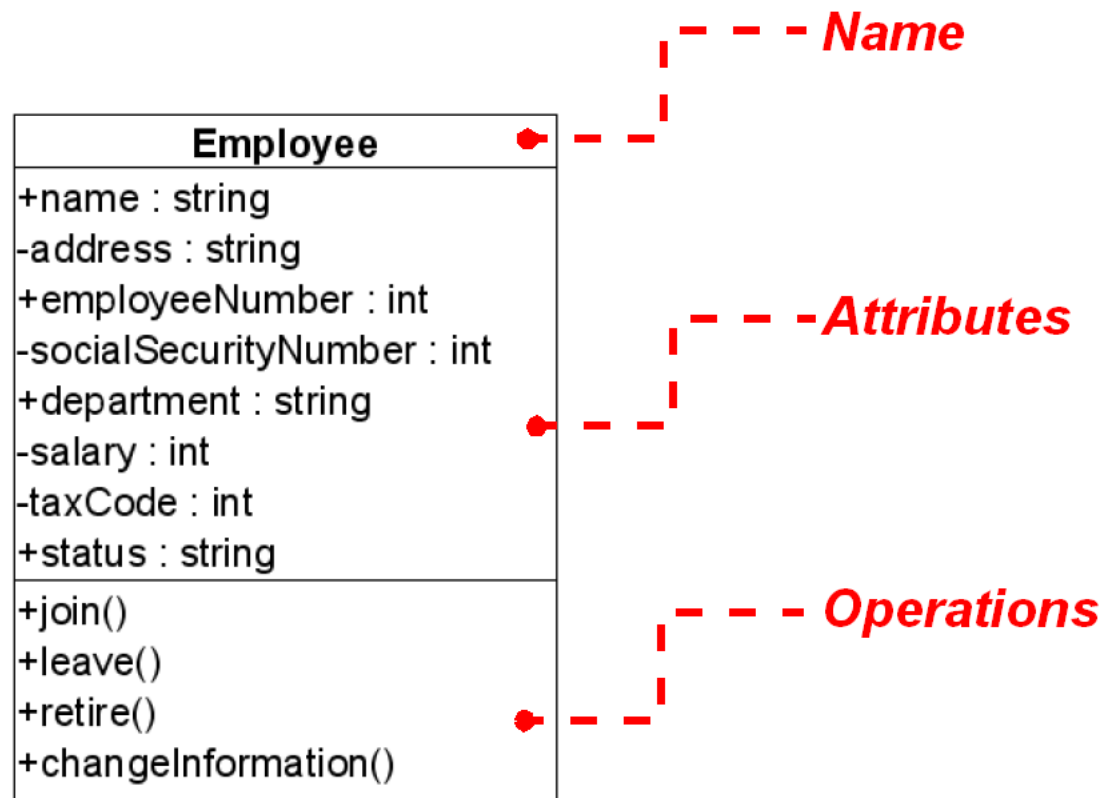 Name
Employee
+name : string
-address : string
+employeeNumber : int
-socialSecurityNumber : int
+department : string
-salary : int
-taxCode : int
+status : string
Attributes
+join()
+leave()
+retire()
+changeInformation()
Operations